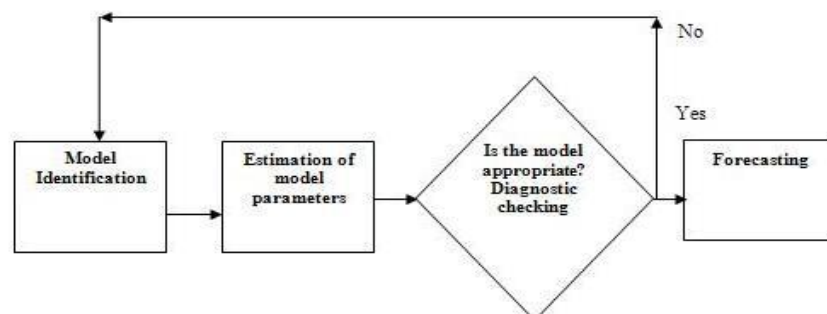 No
Yes
Model
Identification
Estimation of
model
parameters
Is the model
appropriate?
Diagnostic
checking
Forecasting